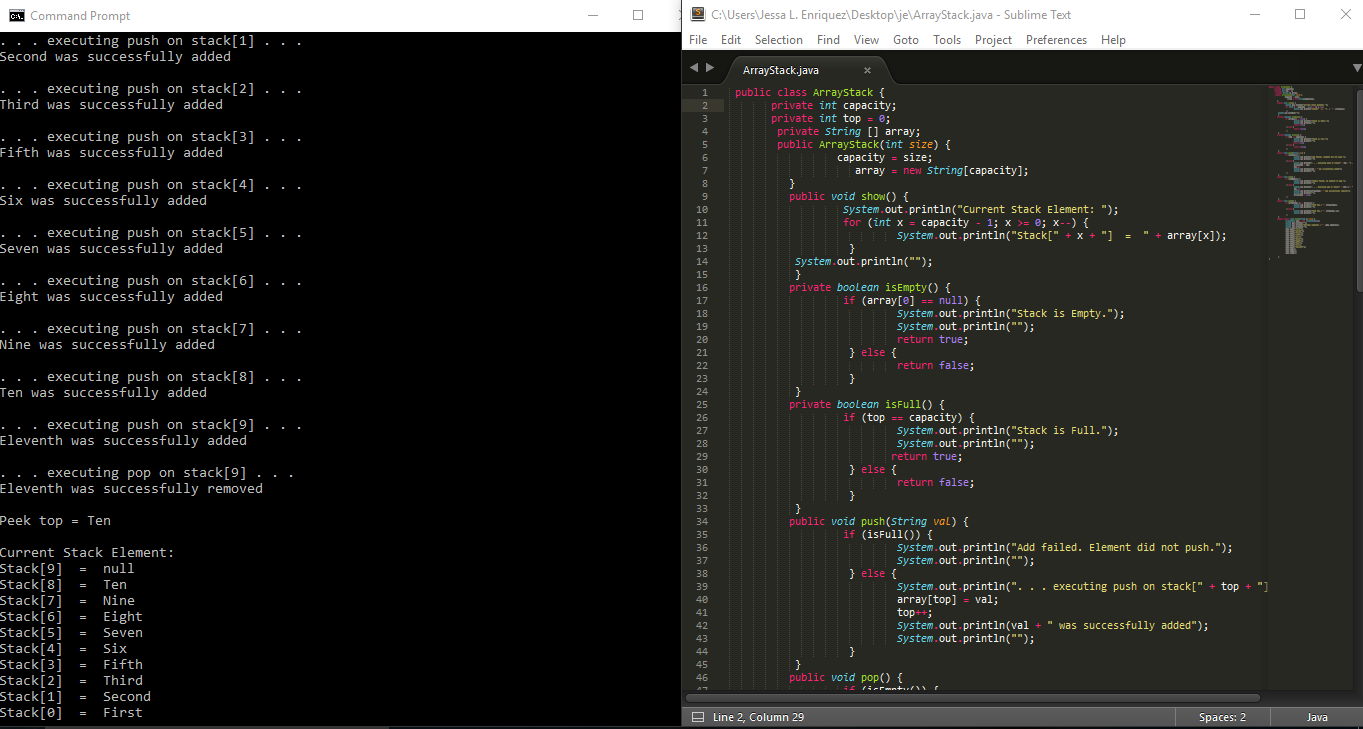 Command Prompt
. . . executing push on stack[1] . . .
Second was successfully added
. . . executing push on stack[2] . . .
Third was successfully added
. . . executing push on stack[3] . . .
Fifth was successfully added
. . . executing push on stack[4] . . .
Six was successfully added
. . . executing push on stack[5] . . .
Seven was successfully added
. . . executing push on stack[6] . . .
Eight was successfully added
. . . executing push on stack[7] . . .
Nine was successfully added
. . . executing push on stack[8] . . .
Ten was successfully added
. . . executing push on stack[9] . . .
Eleventh was successfully added
. . . executing pop on stack[9] . . .
Eleventh was successfully removed
Peek top = Ten
Current Stack Element:
Stack[9]  =  null
Stack[8]  =  Ten
Stack[7]  =  Nine
Stack[6]  =  Eight
Stack[5]  =  Seven
Stack[4]  =  Six
Stack[3]  =  Fifth
Stack[2]  =  Third
Stack[1]  =  Second
Stack[0]  =  First
C:\Users\Jessa L. Enriquez\Desktop\je\ArrayStack.java - Sublime Text
File Edit Selection Find View Goto Tools Project Preferences Help
ArrayStack.java
1 public class ArrayStack {
2 private int capacity;
3 private int top = 0;
4 private String [] array;
5 public ArrayStack(int size) {
6 capacity = size;
7 array = new String[capacity];
8 }
9 public void show() {
10 System.out.println("Current Stack Element: ");
11 for (int x = capacity - 1; x >= 0; x--) {
12 System.out.println("Stack[" + x + "]  =  " + array[x]);
13 }
14 System.out.println("");
15 }
16 private boolean isEmpty() {
17 if (array[0] == null) {
18 System.out.println("Stack is Empty.");
19 System.out.println("");
20 return true;
21 } else {
22 return false;
23 }
24 }
25 private boolean isFull() {
26 if (top == capacity) {
27 System.out.println("Stack is Full.");
28 System.out.println("");
29 return true;
30 } else {
31 return false;
32 }
33 }
34 public void push(String val) {
35 if (isFull()) {
36 System.out.println("Add failed. Element did not push.");
37 System.out.println("");
38 } else {
39 System.out.println(". . . executing push on stack[" + top + "]
40 array[top] = val;
41 top++;
42 System.out.println(val + " was successfully added");
43 System.out.println("");
44 }
45 }
46 public void pop() {
47 if (isEmpty()) {
Line 2, Column 29
Spaces: 2
Java